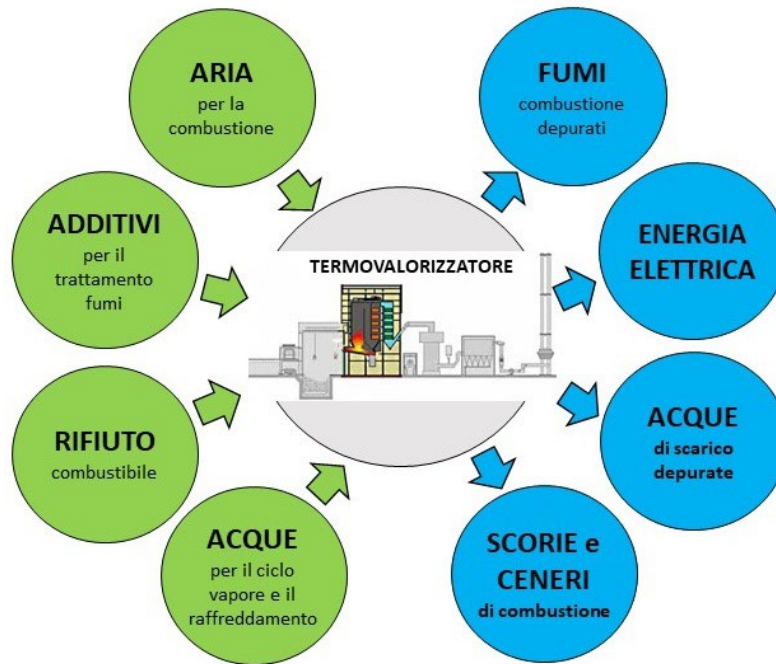 ARIA
per la
combustione
ADDITIVI
per il
trattamento
fumi
RIFIUTO
combustibile
ACQUE
per il ciclo
vapore e il
raffreddamento
TERMOVALORIZZATORE
FUMI
combustione
depurati
ENERGIA
ELETTRICA
ACQUE
di scarico
depurate
SCORIE e
CENERI
di combustione